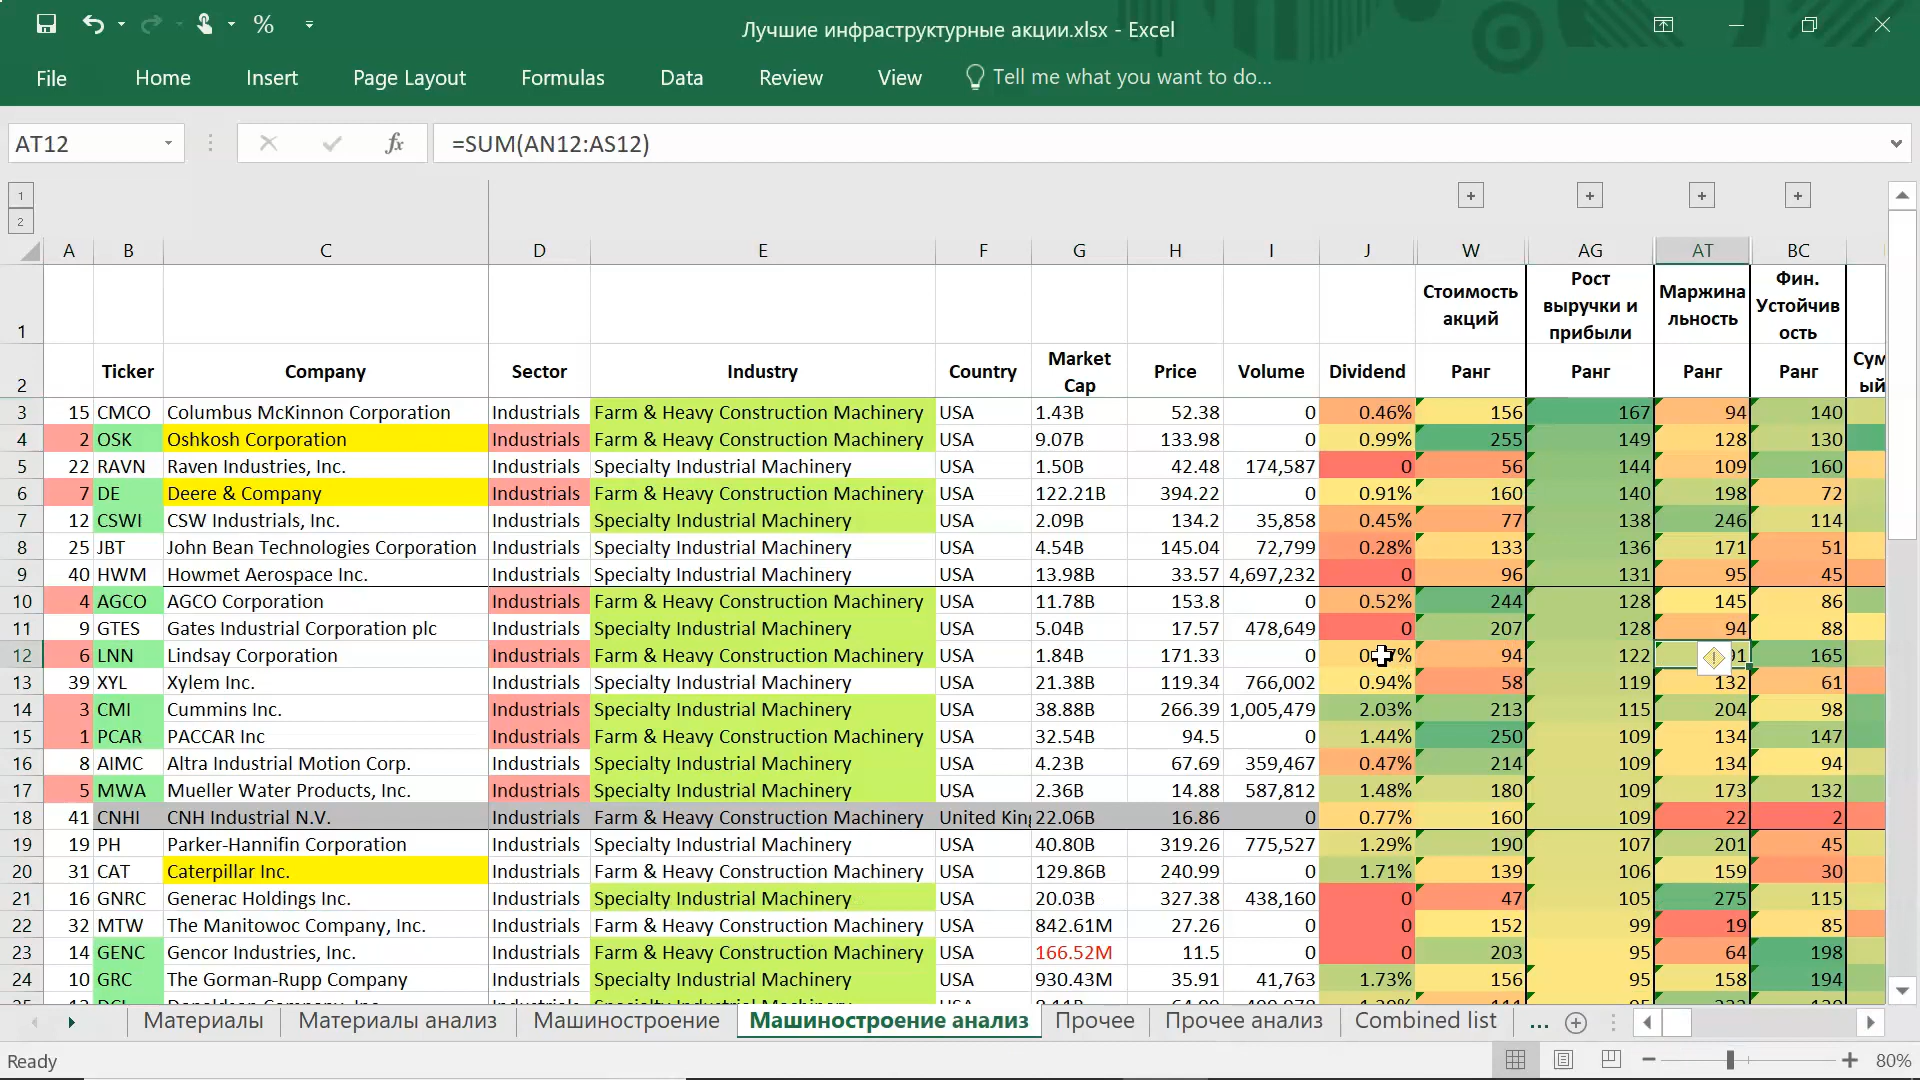 Лучшие инфраструктурные акции.xlsx - Excel
File Home Insert Page Layout Formulas Data Review View Tell me what you want to do...
AT12 fx =SUM(AN12:AS12)
1
2
A B C D E F G H I J W AG AT BC
1 Стоимость акций Рост выручки и прибыли Маржинальность Фин. Устойчивость
2 Ticker Company Sector Industry Country Market Cap Price Volume Dividend Ранг Ранг Ранг Ранг
3 15 CMCO Columbus McKinnon Corporation Industrials Farm & Heavy Construction Machinery USA 1.43B 52.38 0 0.46% 156 167 94 140
4 2 OSK Oshkosh Corporation Industrials Farm & Heavy Construction Machinery USA 9.07B 133.98 0 0.99% 255 149 128 130
5 22 RAVN Raven Industries, Inc. Industrials Specialty Industrial Machinery USA 1.50B 42.48 174,587 0 56 144 109 160
6 7 DE Deere & Company Industrials Farm & Heavy Construction Machinery USA 122.21B 394.22 0 0.91% 160 140 198 72
7 12 CSWI CSW Industrials, Inc. Industrials Specialty Industrial Machinery USA 2.09B 134.2 35,858 0.45% 77 138 246 114
8 25 JBT John Bean Technologies Corporation Industrials Specialty Industrial Machinery USA 4.54B 145.04 72,799 0.28% 133 136 171 51
9 40 HWM Howmet Aerospace Inc. Industrials Specialty Industrial Machinery USA 13.98B 33.57 4,697,232 0 96 131 95 45
10 4 AGCO AGCO Corporation Industrials Farm & Heavy Construction Machinery USA 11.78B 153.8 0 0.52% 244 128 145 86
11 9 GTES Gates Industrial Corporation plc Industrials Specialty Industrial Machinery USA 5.04B 17.57 478,649 0 207 128 94 88
12 6 LNN Lindsay Corporation Industrials Farm & Heavy Construction Machinery USA 1.84B 171.33 0 94 122 165
13 39 XYL Xylem Inc. Industrials Specialty Industrial Machinery USA 21.38B 119.34 766,002 0.94% 58 119 132 61
14 3 CMI Cummins Inc. Industrials Specialty Industrial Machinery USA 38.88B 266.39 1,005,479 2.03% 213 115 204 98
15 1 PCAR PACCAR Inc Industrials Farm & Heavy Construction Machinery USA 32.54B 94.5 0 1.44% 250 109 134 147
16 8 AIMC Altra Industrial Motion Corp. Industrials Specialty Industrial Machinery USA 4.23B 67.69 359,467 0.47% 214 109 134 94
17 5 MWA Mueller Water Products, Inc. Industrials Specialty Industrial Machinery USA 2.36B 14.88 587,812 1.48% 180 109 173 132
18 41 CNHI CNH Industrial N.V. Industrials Farm & Heavy Construction Machinery United 22.06B 16.86 0 0.77% 160 109 22 2
19 19 PH Parker-Hannifin Corporation Industrials Specialty Industrial Machinery USA 40.80B 319.26 775,527 1.29% 190 107 201 45
20 31 CAT Caterpillar Inc. Industrials Farm & Heavy Construction Machinery USA 129.86B 240.99 0 1.71% 139 106 159 30
21 16 GNRC Generac Holdings Inc. Industrials Specialty Industrial Machinery USA 20.03B 327.38 438,160 0 47 105 275 115
22 32 MTW The Manitowoc Company, Inc. Industrials Farm & Heavy Construction Machinery USA 842.61M 27.26 0 0 152 99 19 85
23 14 GENC Gencor Industries, Inc. Industrials Farm & Heavy Construction Machinery USA 166.52M 11.5 0 0 203 95 64 198
24 10 GRC The Gorman-Rupp Company Industrials Specialty Industrial Machinery USA 930.43M 35.91 41,763 1.73% 156 95 158 194
Материалы Материалы анализ Машиностроение Машиностроение анализ Прочее Прочее анализ Combined list ...
Ready 80%